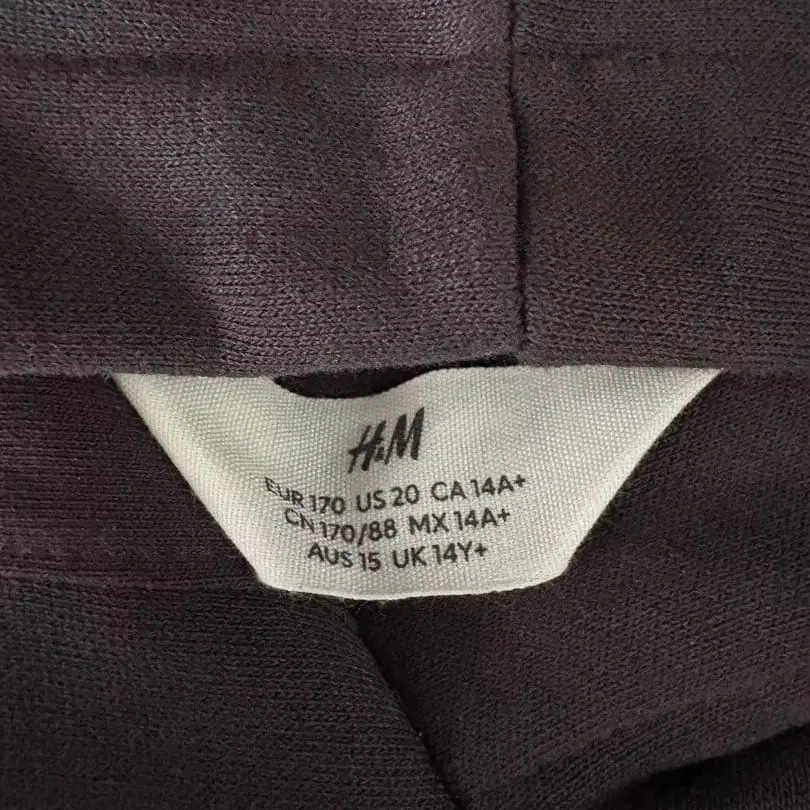 H&M
EUR 170 US 20 CA 14A+
CN 170/88 MX 14A+
AUS 15 UK 14Y+